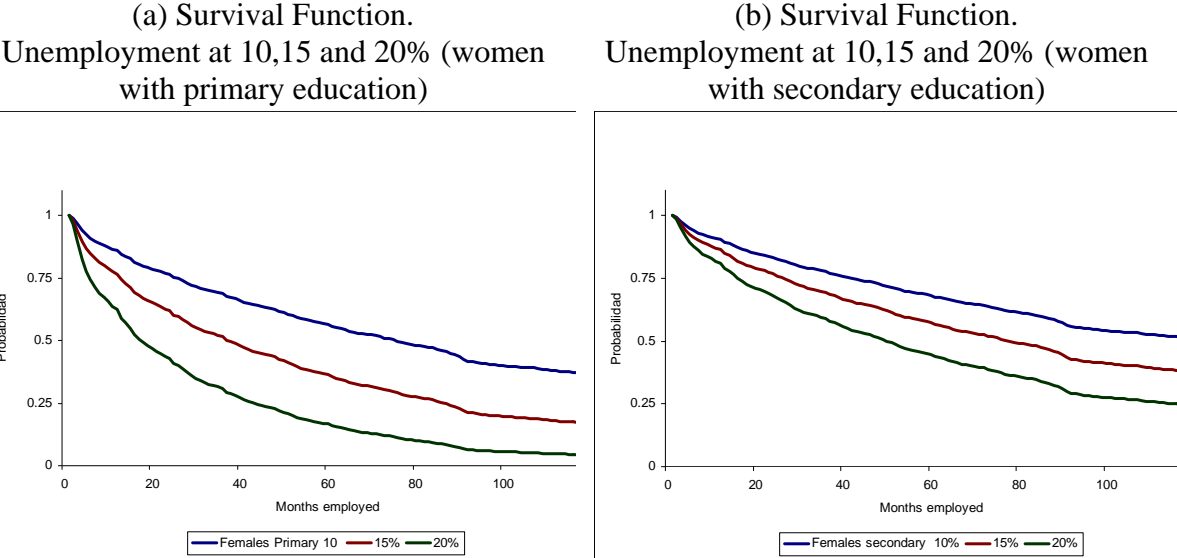 (a) Survival Function.
Unemployment at 10,15 and 20% (women
with primary education)
1
0.75
0.5
0.25
0
Probabilidad
0 20 40 60 80 100
Months employed
Females Primary 10 15% 20%
(b) Survival Function.
Unemployment at 10,15 and 20% (women
with secondary education)
1
0.75
0.5
0.25
0
Probabilidad
0 20 40 60 80 100
Months employed
Females secondary 10% 15% 20%